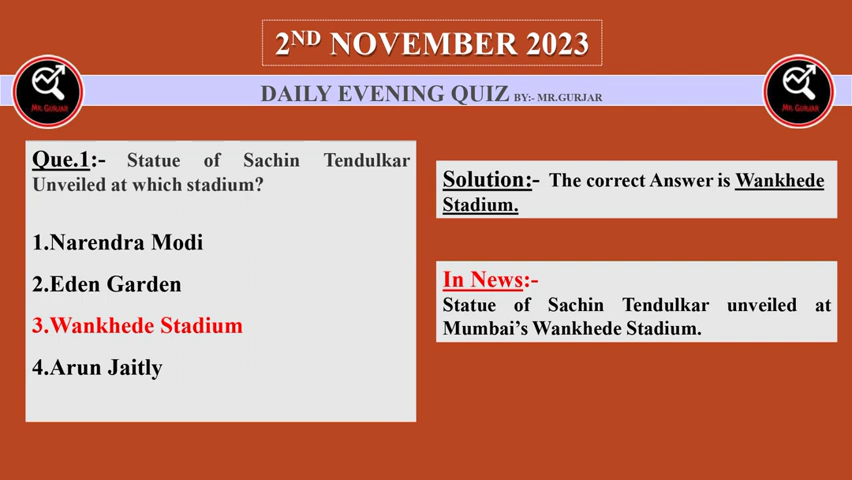 2ND NOVEMBER 2023
DAILY EVENING QUIZ BY:- MR.GURJAR
MR.GURJAR
MR.GURJAR
Que.1:- Statue of Sachin Tendulkar
Unveiled at which stadium?
1.Narendra Modi
2.Eden Garden
3.Wankhede Stadium
4.Arun Jaitly
Solution:- The correct Answer is Wankhede
Stadium.
In News:-
Statue of Sachin Tendulkar unveiled at
Mumbai’s Wankhede Stadium.